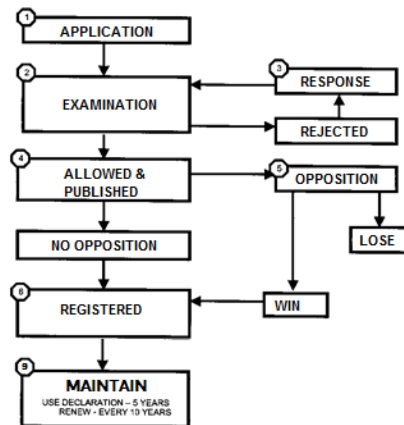 1
APPLICATION
2
EXAMINATION
3
RESPONSE
REJECTED
4
ALLOWED &
PUBLISHED
5
OPPOSITION
NO OPPOSITION
LOSE
6
REGISTERED
WIN
9
MAINTAIN
USE DECLARATION – 5 YEARS
RENEW - EVERY 10 YEARS